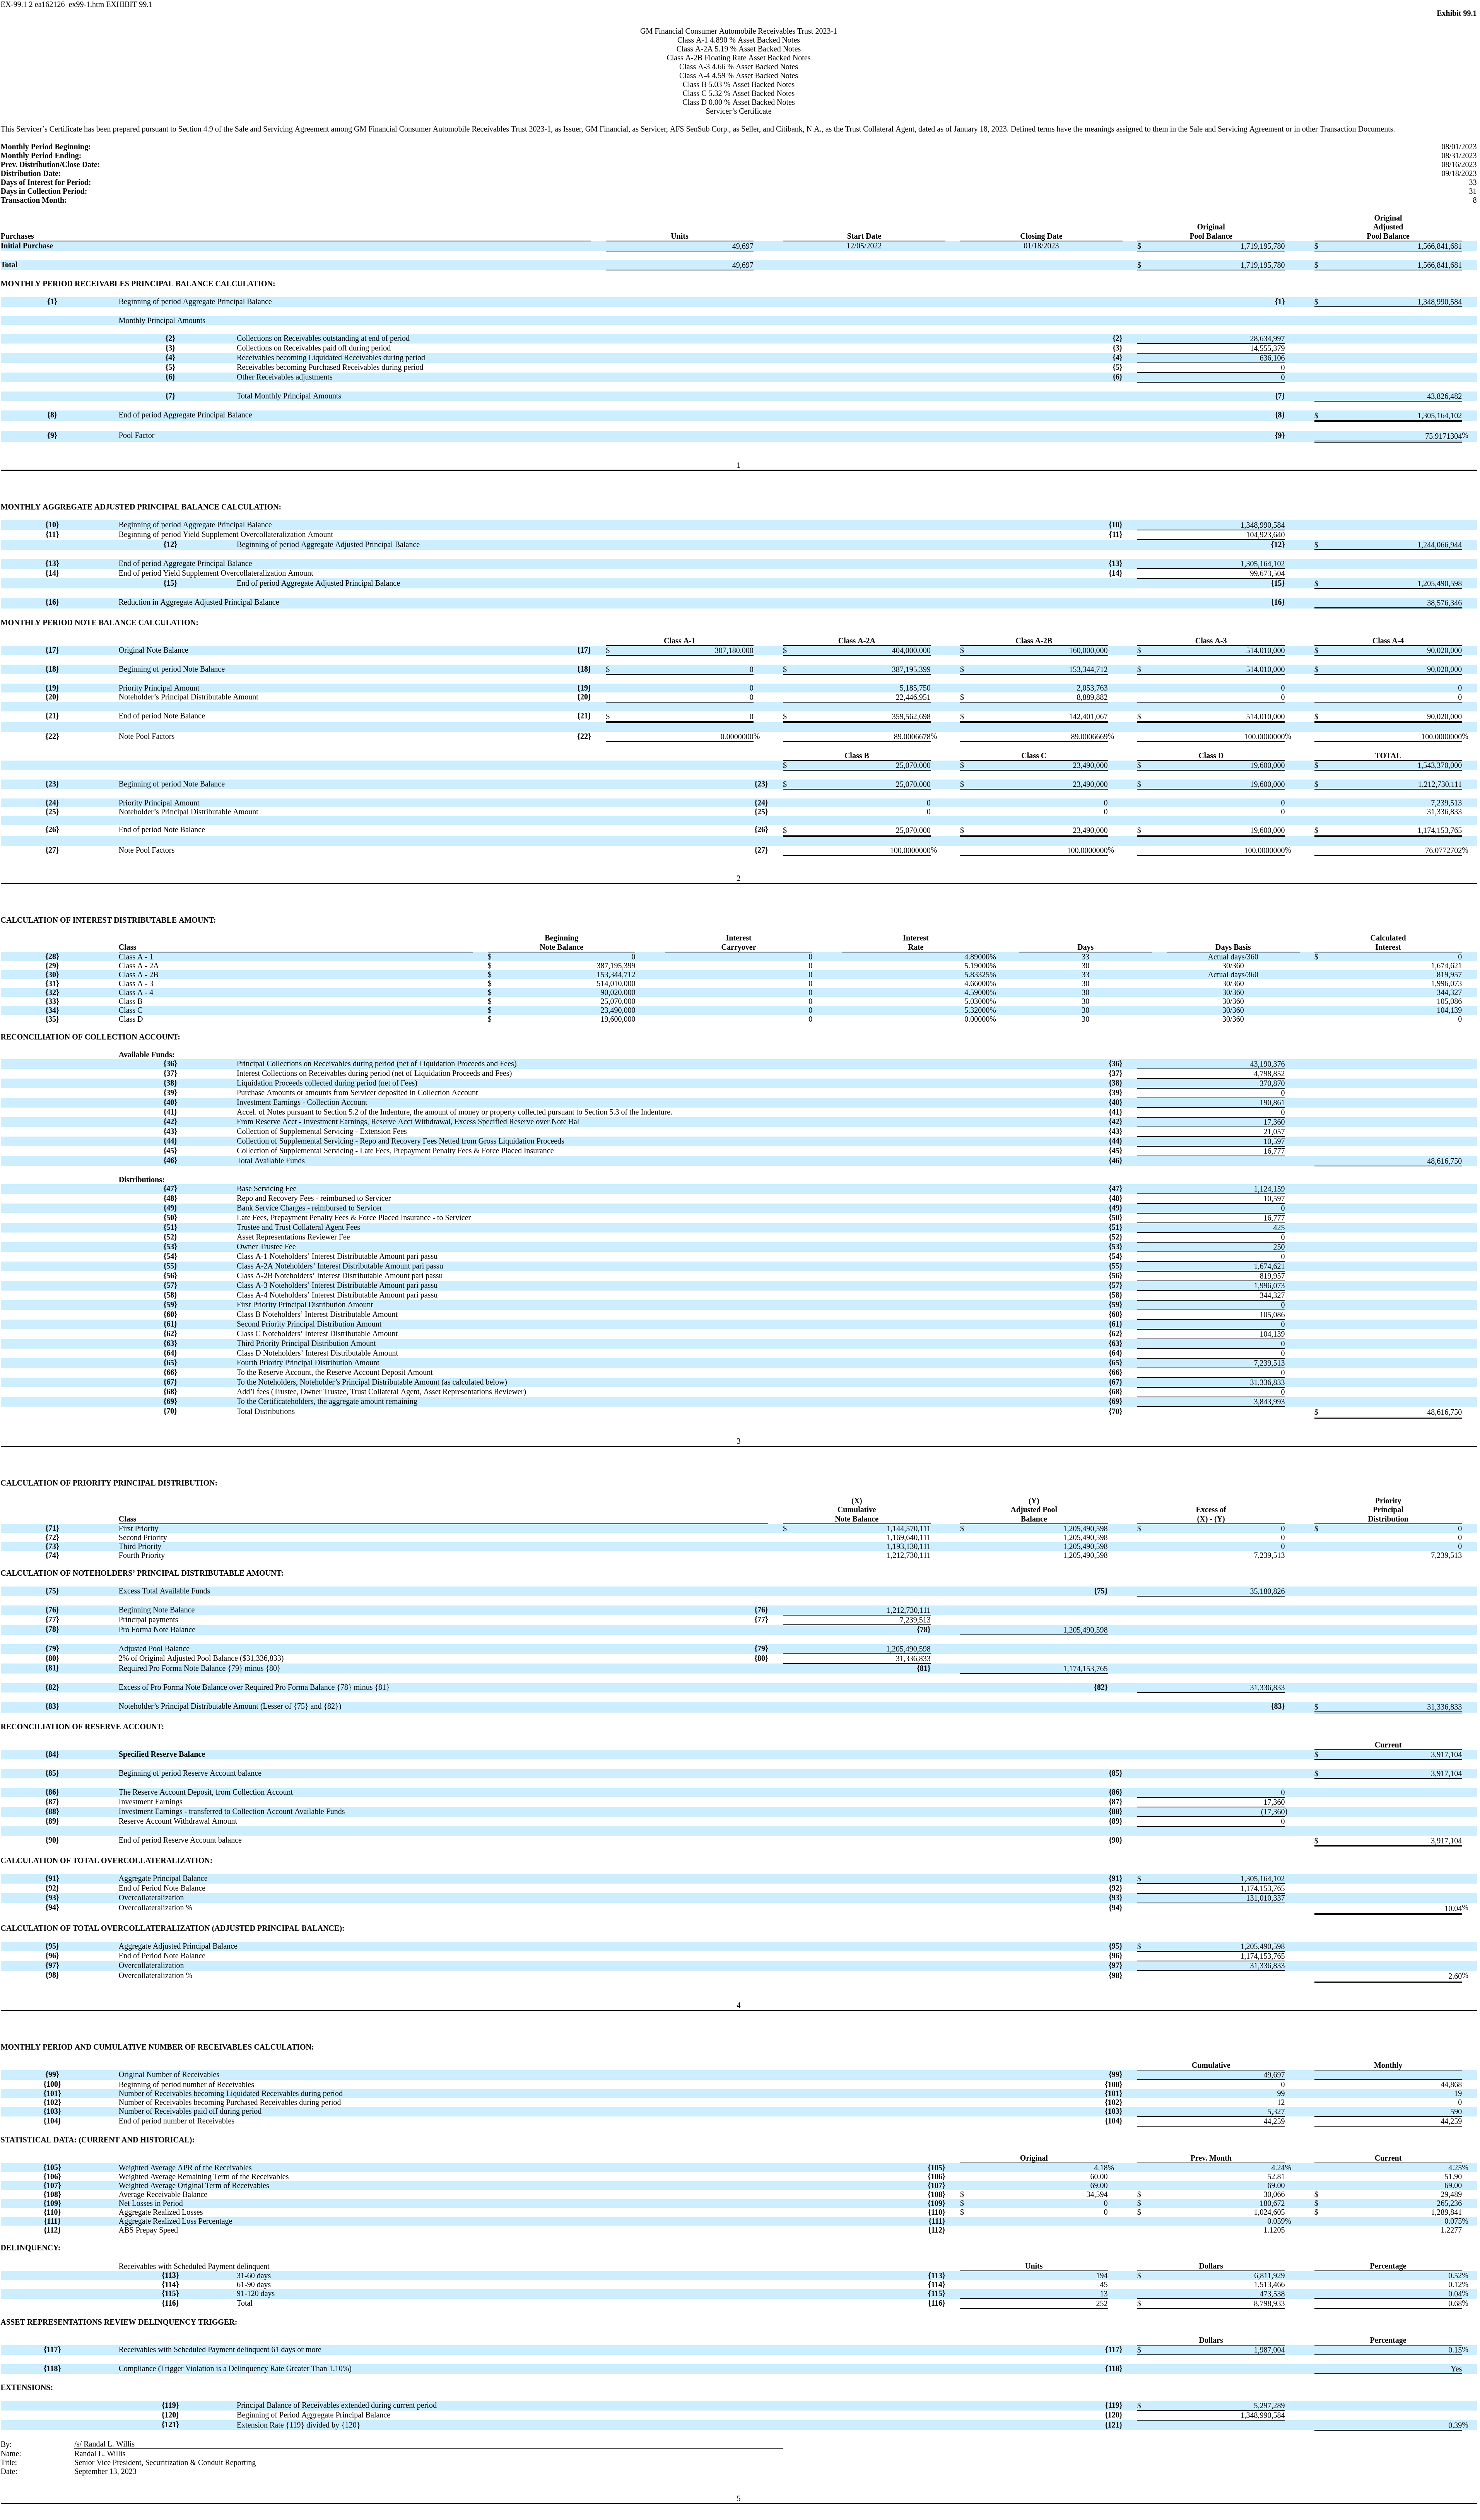 EX-99.1 2 ea162126_ex99-1.htm EXHIBIT 99.1
Exhibit 99.1
GM Financial Consumer Automobile Receivables Trust 2023-1
Class A-1 4.890 % Asset Backed Notes
Class A-2A 5.19 % Asset Backed Notes
Class A-2B Floating Rate Asset Backed Notes
Class A-3 4.66 % Asset Backed Notes
Class A-4 4.59 % Asset Backed Notes
Class B 5.03 % Asset Backed Notes
Class C 5.32 % Asset Backed Notes
Class D 0.00 % Asset Backed Notes
Servicer’s Certificate
This Servicer’s Certificate has been prepared pursuant to Section 4.9 of the Sale and Servicing Agreement among GM Financial Consumer Automobile Receivables Trust 2023-1, as Issuer, GM Financial, as Servicer, AFS SenSub Corp., as Seller, and Citibank, N.A., as the Trust Collateral Agent, dated as of January 18, 2023. Defined terms have the meanings assigned to them in the Sale and Servicing Agreement or in other Transaction Documents.
Monthly Period Beginning: 08/01/2023
Monthly Period Ending: 08/31/2023
Prev. Distribution/Close Date: 08/16/2023
Distribution Date: 09/18/2023
Days of Interest for Period: 33
Days in Collection Period: 31
Transaction Month: 8
Original
Original Adjusted
Purchases Units Start Date Closing Date Pool Balance Pool Balance
Initial Purchase 49,697 12/05/2022 01/18/2023 $ 1,719,195,780 $ 1,566,841,681
Total 49,697 $ 1,719,195,780 $ 1,566,841,681
MONTHLY PERIOD RECEIVABLES PRINCIPAL BALANCE CALCULATION:
{1} Beginning of period Aggregate Principal Balance {1} $ 1,348,990,584
Monthly Principal Amounts
{2} Collections on Receivables outstanding at end of period {2} 28,634,997
{3} Collections on Receivables paid off during period {3} 14,555,379
{4} Receivables becoming Liquidated Receivables during period {4} 636,106
{5} Receivables becoming Purchased Receivables during period {5} 0
{6} Other Receivables adjustments {6} 0
{7} Total Monthly Principal Amounts {7} 43,826,482
{8} End of period Aggregate Principal Balance {8} $ 1,305,164,102
{9} Pool Factor {9} 75.9171304%
1
MONTHLY AGGREGATE ADJUSTED PRINCIPAL BALANCE CALCULATION:
{10} Beginning of period Aggregate Principal Balance {10} 1,348,990,584
{11} Beginning of period Yield Supplement Overcollateralization Amount {11} 104,923,640
{12} Beginning of period Aggregate Adjusted Principal Balance {12} $ 1,244,066,944
{13} End of period Aggregate Principal Balance {13} 1,305,164,102
{14} End of period Yield Supplement Overcollateralization Amount {14} 99,673,504
{15} End of period Aggregate Adjusted Principal Balance {15} $ 1,205,490,598
{16} Reduction in Aggregate Adjusted Principal Balance {16} 38,576,346
MONTHLY PERIOD NOTE BALANCE CALCULATION:
Class A-1 Class A-2A Class A-2B Class A-3 Class A-4
{17} Original Note Balance {17} $ 307,180,000 $ 404,000,000 $ 160,000,000 $ 514,010,000 $ 90,020,000
{18} Beginning of period Note Balance {18} $ 0 $ 387,195,399 $ 153,344,712 $ 514,010,000 $ 90,020,000
{19} Priority Principal Amount {19} 0 5,185,750 2,053,763 0 0
{20} Noteholder’s Principal Distributable Amount {20} 0 22,446,951 $ 8,889,882 0 0
{21} End of period Note Balance {21} $ 0 $ 359,562,698 $ 142,401,067 $ 514,010,000 $ 90,020,000
{22} Note Pool Factors {22} 0.0000000% 89.0006678% 89.0006669% 100.0000000% 100.0000000%
Class B Class C Class D TOTAL
$ 25,070,000 $ 23,490,000 $ 19,600,000 $ 1,543,370,000
{23} Beginning of period Note Balance {23} $ 25,070,000 $ 23,490,000 $ 19,600,000 $ 1,212,730,111
{24} Priority Principal Amount {24} 0 0 0 7,239,513
{25} Noteholder’s Principal Distributable Amount {25} 0 0 0 31,336,833
{26} End of period Note Balance {26} $ 25,070,000 $ 23,490,000 $ 19,600,000 $ 1,174,153,765
{27} Note Pool Factors {27} 100.0000000% 100.0000000% 100.0000000% 76.0772702%
2
CALCULATION OF INTEREST DISTRIBUTABLE AMOUNT:
Beginning Interest Interest Calculated
Class Note Balance Carryover Rate Days Days Basis Interest
{28} Class A - 1 $ 0 0 4.89000% 33 Actual days/360 $ 0
{29} Class A - 2A $ 387,195,399 0 5.19000% 30 30/360 1,674,621
{30} Class A - 2B $ 153,344,712 0 5.83325% 33 Actual days/360 819,957
{31} Class A - 3 $ 514,010,000 0 4.66000% 30 30/360 1,996,073
{32} Class A - 4 $ 90,020,000 0 4.59000% 30 30/360 344,327
{33} Class B $ 25,070,000 0 5.03000% 30 30/360 105,086
{34} Class C $ 23,490,000 0 5.32000% 30 30/360 104,139
{35} Class D $ 19,600,000 0 0.00000% 30 30/360 0
RECONCILIATION OF COLLECTION ACCOUNT:
Available Funds:
{36} Principal Collections on Receivables during period (net of Liquidation Proceeds and Fees) {36} 43,190,376
{37} Interest Collections on Receivables during period (net of Liquidation Proceeds and Fees) {37} 4,798,852
{38} Liquidation Proceeds collected during period (net of Fees) {38} 370,870
{39} Purchase Amounts or amounts from Servicer deposited in Collection Account {39} 0
{40} Investment Earnings - Collection Account {40} 190,861
{41} Accel. of Notes pursuant to Section 5.2 of the Indenture, the amount of money or property collected pursuant to Section 5.3 of the Indenture. {41} 0
{42} From Reserve Acct - Investment Earnings, Reserve Acct Withdrawal, Excess Specified Reserve over Note Bal {42} 17,360
{43} Collection of Supplemental Servicing - Extension Fees {43} 21,057
{44} Collection of Supplemental Servicing - Repo and Recovery Fees Netted from Gross Liquidation Proceeds {44} 10,597
{45} Collection of Supplemental Servicing - Late Fees, Prepayment Penalty Fees & Force Placed Insurance {45} 16,777
{46} Total Available Funds {46} 48,616,750
Distributions:
{47} Base Servicing Fee {47} 1,124,159
{48} Repo and Recovery Fees - reimbursed to Servicer {48} 10,597
{49} Bank Service Charges - reimbursed to Servicer {49} 0
{50} Late Fees, Prepayment Penalty Fees & Force Placed Insurance - to Servicer {50} 16,777
{51} Trustee and Trust Collateral Agent Fees {51} 425
{52} Asset Representations Reviewer Fee {52} 0
{53} Owner Trustee Fee {53} 250
{54} Class A-1 Noteholders’ Interest Distributable Amount pari passu {54} 0
{55} Class A-2A Noteholders’ Interest Distributable Amount pari passu {55} 1,674,621
{56} Class A-2B Noteholders’ Interest Distributable Amount pari passu {56} 819,957
{57} Class A-3 Noteholders’ Interest Distributable Amount pari passu {57} 1,996,073
{58} Class A-4 Noteholders’ Interest Distributable Amount pari passu {58} 344,327
{59} First Priority Principal Distribution Amount {59} 0
{60} Class B Noteholders’ Interest Distributable Amount {60} 105,086
{61} Second Priority Principal Distribution Amount {61} 0
{62} Class C Noteholders’ Interest Distributable Amount {62} 104,139
{63} Third Priority Principal Distribution Amount {63} 0
{64} Class D Noteholders’ Interest Distributable Amount {64} 0
{65} Fourth Priority Principal Distribution Amount {65} 7,239,513
{66} To the Reserve Account, the Reserve Account Deposit Amount {66} 0
{67} To the Noteholders, Noteholder’s Principal Distributable Amount (as calculated below) {67} 31,336,833
{68} Add’l fees (Trustee, Owner Trustee, Trust Collateral Agent, Asset Representations Reviewer) {68} 0
{69} To the Certificateholders, the aggregate amount remaining {69} 3,843,993
{70} Total Distributions {70} $ 48,616,750
3
CALCULATION OF PRIORITY PRINCIPAL DISTRIBUTION:
(X) (Y) Priority
Cumulative Adjusted Pool Excess of Principal
Class Note Balance Balance (X) - (Y) Distribution
{71} First Priority $ 1,144,570,111 $ 1,205,490,598 $ 0 $ 0
{72} Second Priority 1,169,640,111 1,205,490,598 0 0
{73} Third Priority 1,193,130,111 1,205,490,598 0 0
{74} Fourth Priority 1,212,730,111 1,205,490,598 7,239,513 7,239,513
CALCULATION OF NOTEHOLDERS’ PRINCIPAL DISTRIBUTABLE AMOUNT:
{75} Excess Total Available Funds {75} 35,180,826
{76} Beginning Note Balance {76} 1,212,730,111
{77} Principal payments {77} 7,239,513
{78} Pro Forma Note Balance {78} 1,205,490,598
{79} Adjusted Pool Balance {79} 1,205,490,598
{80} 2% of Original Adjusted Pool Balance ($31,336,833) {80} 31,336,833
{81} Required Pro Forma Note Balance {79} minus {80} {81} 1,174,153,765
{82} Excess of Pro Forma Note Balance over Required Pro Forma Balance {78} minus {81} {82} 31,336,833
{83} Noteholder’s Principal Distributable Amount (Lesser of {75} and {82}) {83} $ 31,336,833
RECONCILIATION OF RESERVE ACCOUNT:
Current
{84} Specified Reserve Balance $ 3,917,104
{85} Beginning of period Reserve Account balance {85} $ 3,917,104
{86} The Reserve Account Deposit, from Collection Account {86} 0
{87} Investment Earnings {87} 17,360
{88} Investment Earnings - transferred to Collection Account Available Funds {88} (17,360)
{89} Reserve Account Withdrawal Amount {89} 0
{90} End of period Reserve Account balance {90} $ 3,917,104
CALCULATION OF TOTAL OVERCOLLATERALIZATION:
{91} Aggregate Principal Balance {91} $ 1,305,164,102
{92} End of Period Note Balance {92} 1,174,153,765
{93} Overcollateralization {93} 131,010,337
{94} Overcollateralization % {94} 10.04%
CALCULATION OF TOTAL OVERCOLLATERALIZATION (ADJUSTED PRINCIPAL BALANCE):
{95} Aggregate Adjusted Principal Balance {95} $ 1,205,490,598
{96} End of Period Note Balance {96} 1,174,153,765
{97} Overcollateralization {97} 31,336,833
{98} Overcollateralization % {98} 2.60%
4
MONTHLY PERIOD AND CUMULATIVE NUMBER OF RECEIVABLES CALCULATION:
Cumulative Monthly
{99} Original Number of Receivables {99} 49,697
{100} Beginning of period number of Receivables {100} 0 44,868
{101} Number of Receivables becoming Liquidated Receivables during period {101} 99 19
{102} Number of Receivables becoming Purchased Receivables during period {102} 12 0
{103} Number of Receivables paid off during period {103} 5,327 590
{104} End of period number of Receivables {104} 44,259 44,259
STATISTICAL DATA: (CURRENT AND HISTORICAL):
Original Prev. Month Current
{105} Weighted Average APR of the Receivables {105} 4.18% 4.24% 4.25%
{106} Weighted Average Remaining Term of the Receivables {106} 60.00 52.81 51.90
{107} Weighted Average Original Term of Receivables {107} 69.00 69.00 69.00
{108} Average Receivable Balance {108} $ 34,594 $ 30,066 $ 29,489
{109} Net Losses in Period {109} $ 0 $ 180,672 $ 265,236
{110} Aggregate Realized Losses {110} $ 0 $ 1,024,605 $ 1,289,841
{111} Aggregate Realized Loss Percentage {111} 0.059% 0.075%
{112} ABS Prepay Speed {112} 1.1205 1.2277
DELINQUENCY:
Receivables with Scheduled Payment delinquent Units Dollars Percentage
{113} 31-60 days {113} 194 $ 6,811,929 0.52%
{114} 61-90 days {114} 45 1,513,466 0.12%
{115} 91-120 days {115} 13 473,538 0.04%
{116} Total {116} 252 $ 8,798,933 0.68%
ASSET REPRESENTATIONS REVIEW DELINQUENCY TRIGGER:
Dollars Percentage
{117} Receivables with Scheduled Payment delinquent 61 days or more {117} $ 1,987,004 0.15%
{118} Compliance (Trigger Violation is a Delinquency Rate Greater Than 1.10%) {118} Yes
EXTENSIONS:
{119} Principal Balance of Receivables extended during current period {119} $ 5,297,289
{120} Beginning of Period Aggregate Principal Balance {120} 1,348,990,584
{121} Extension Rate {119} divided by {120} {121} 0.39%
By: /s/ Randal L. Willis
Name: Randal L. Willis
Title: Senior Vice President, Securitization & Conduit Reporting
Date: September 13, 2023
5